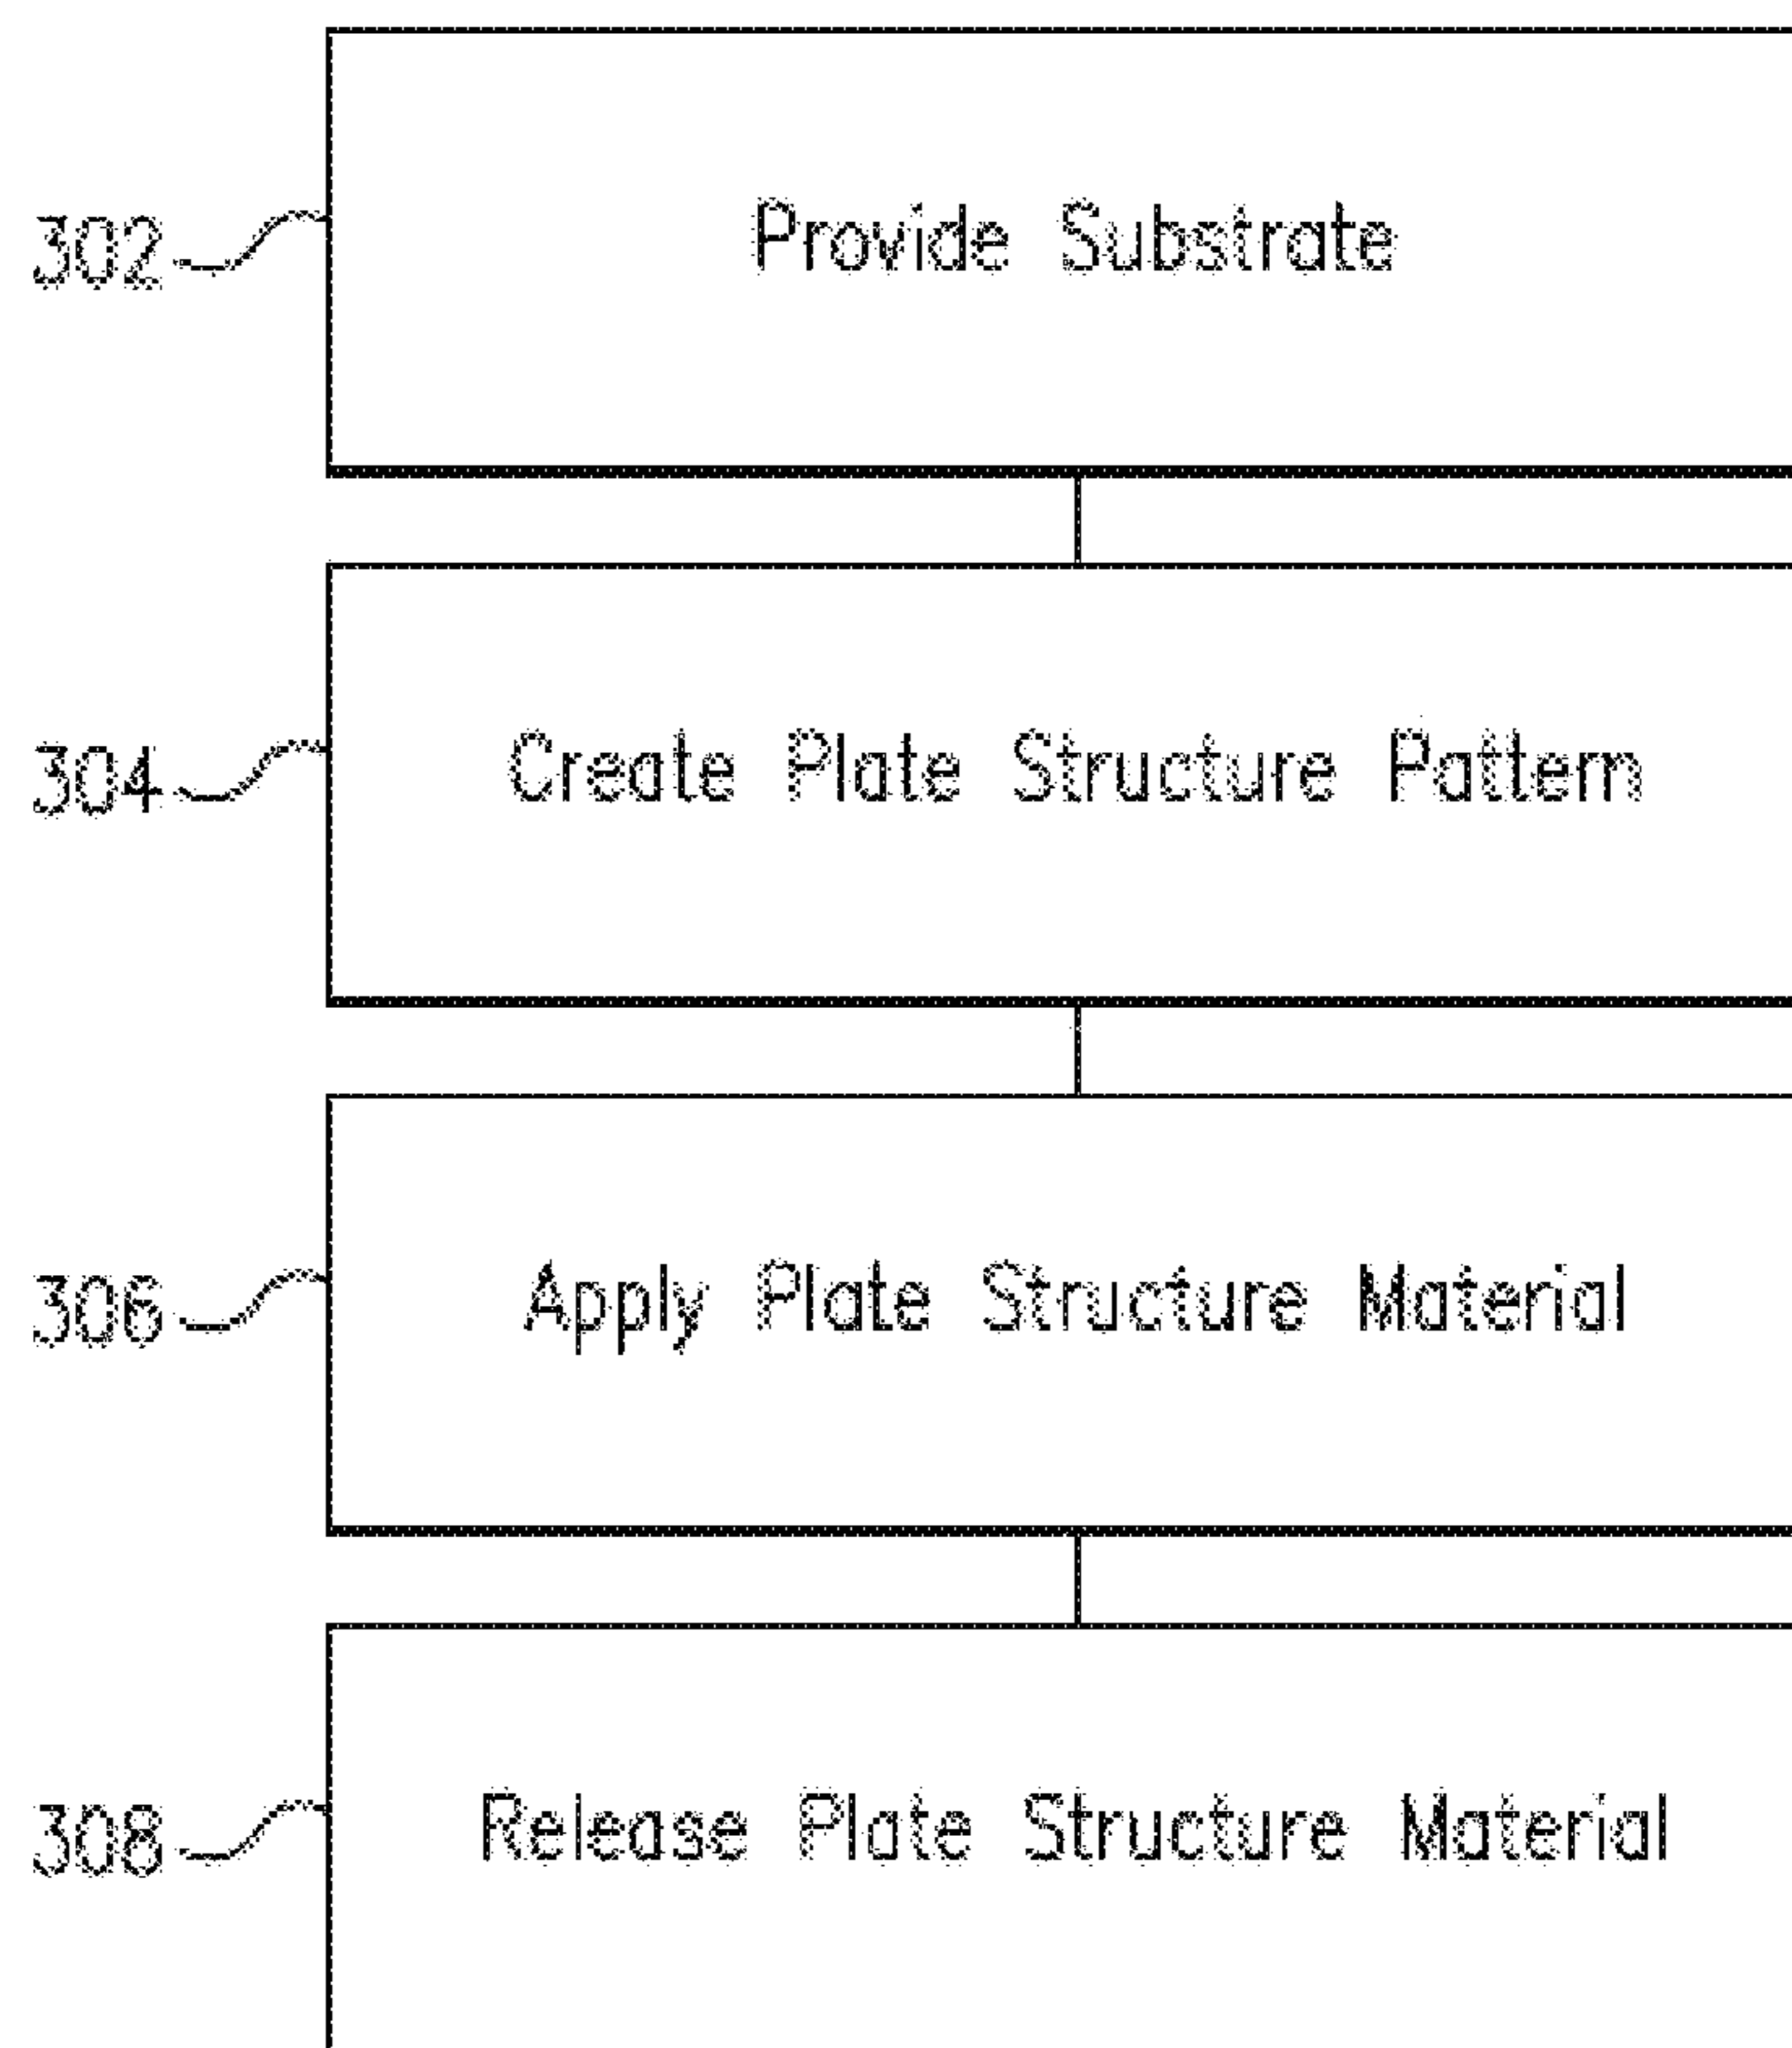 302 Provide Substrate
304 Create Plate Structure Pattern
306 Apply Plate Structure Material
308 Release Plate Structure Material